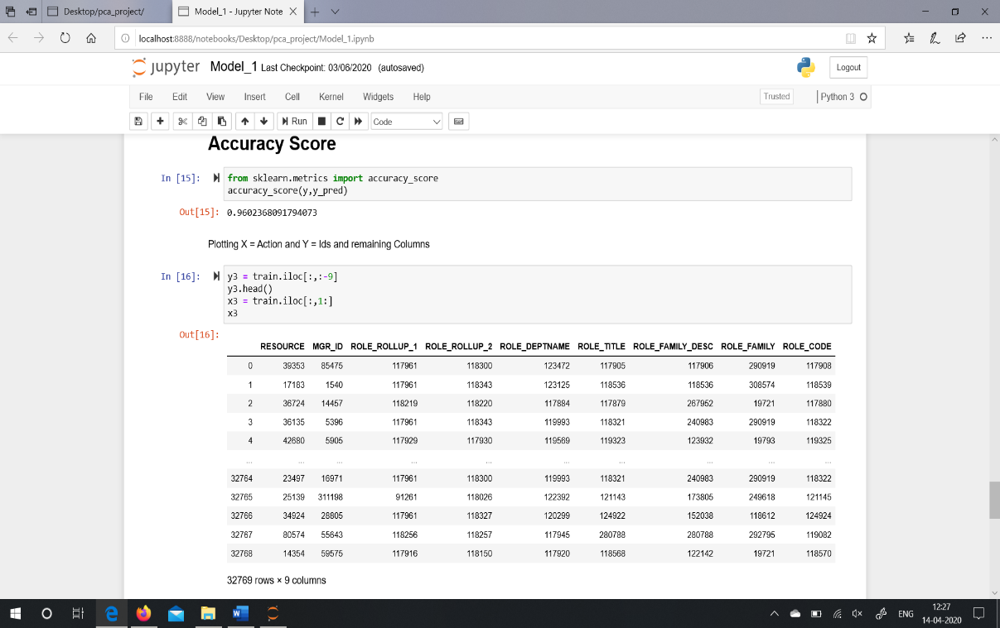 Desktop/pca_project/
Model_1 - Jupyter Noteb
localhost:8888/notebooks/Desktop/pca_project/Model_1.ipynb
jupyter Model_1 Last Checkpoint: 03/06/2020 (autosaved)
Logout
File Edit View Insert Cell Kernel Widgets Help
Trusted Python 3
Run Code
Accuracy Score
In [15]: from sklearn.metrics import accuracy_score
accuracy_score(y,y_pred)
Out[15]: 0.9602368091794073
Plotting X = Action and Y = Ids and remaining Columns
In [16]: y3 = train.iloc[:,:-9]
y3.head()
x3 = train.iloc[:,1:]
x3
Out[16]:
RESOURCE MGR_ID ROLE_ROLLUP_1 ROLE_ROLLUP_2 ROLE_DEPTNAME ROLE_TITLE ROLE_FAMILY_DESC ROLE_FAMILY ROLE_CODE
0 39353 85475 117961 118300 123472 117905 117906 290919 117908
1 17183 1540 117961 118343 123125 118536 118536 308574 118539
2 36724 14457 118219 118220 117884 117879 267952 19721 117880
3 36135 5396 117961 118343 119993 118321 240983 290919 118322
4 42680 5905 117929 117930 119569 119323 123932 19793 119325
... ... ... ... ... ... ... ... ... ...
32764 23497 16971 117961 118300 119993 118321 240983 290919 118322
32765 25139 311198 91261 118026 122392 121143 173805 249618 121145
32766 34924 28805 117961 118327 120299 124922 152038 118612 124924
32767 80574 55643 118256 118257 117945 280788 280788 292795 119082
32768 14354 59575 117916 118150 117920 118568 122142 19721 118570
32769 rows × 9 columns
ENG
12:27
14-04-2020